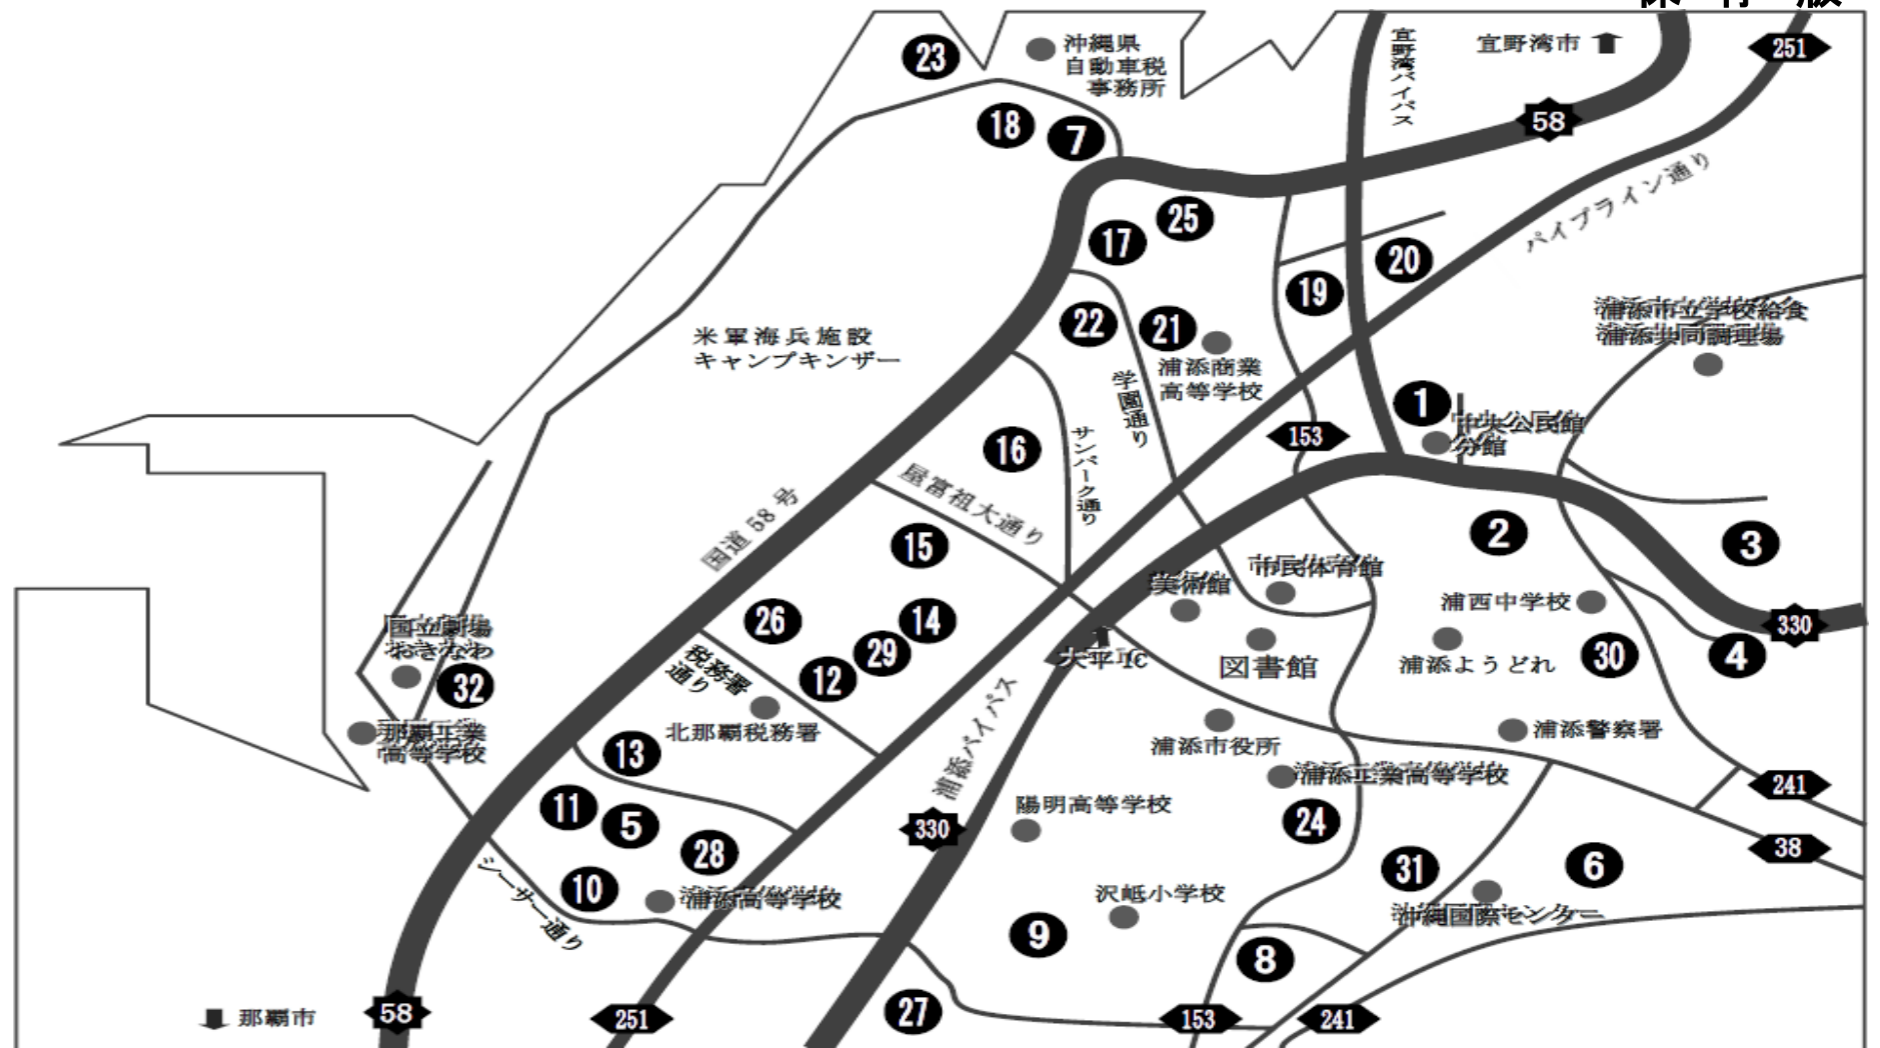 保 育 版
23
沖縄県
自動車税
事務所
宜野湾バイパス
宜野湾市
251
18
7
58
パイプライン通り
25
17
20
19
22
21
浦添商業
高等学校
浦添市立学校給食
浦添共同調理場
米軍海兵施設
キャンプキンザー
学園通り
1
中央公民館
分館
153
16
サンパーク通り
屋富祖大通り
国道58号
2
3
15
美術館
市民体育館
浦西中学校
330
26
14
29
12
大平IC
図書館
浦添ようどれ
30
4
国立劇場
おきなわ
32
税務署
通り
北那覇税務署
那覇工業
高等学校
13
浦添バイパス
浦添市役所
浦添警察署
浦添工業高等学校
241
11
5
28
330
陽明高等学校
24
38
31
6
10
浦添高等学校
沢岻小学校
沖縄国際センター
シーサー通り
9
8
27
那覇市
58
251
153
241